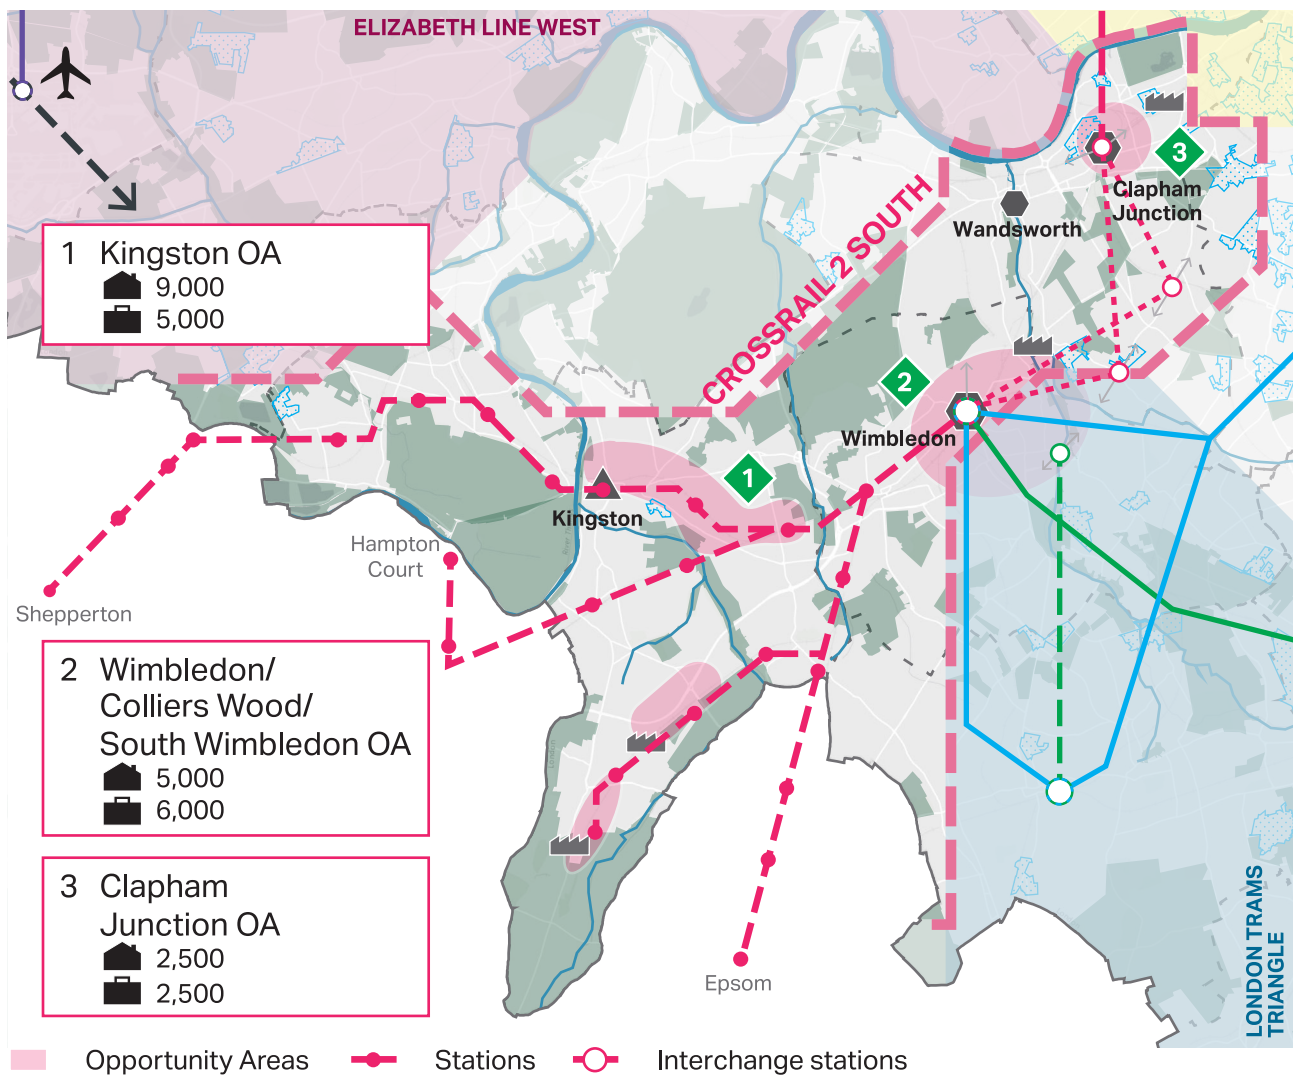 ELIZABETH LINE WEST
3
Clapham
Junction
Wandsworth
CROSSRAIL 2 SOUTH
1 Kingston OA
9,000
5,000
2
Wimbledon
1
Kingston
Hampton
Court
Shepperton
2 Wimbledon/
Colliers Wood/
South Wimbledon OA
5,000
6,000
3 Clapham
Junction OA
2,500
2,500
Epsom
LONDON TRAMS
TRIANGLE
Opportunity Areas
Stations
Interchange stations